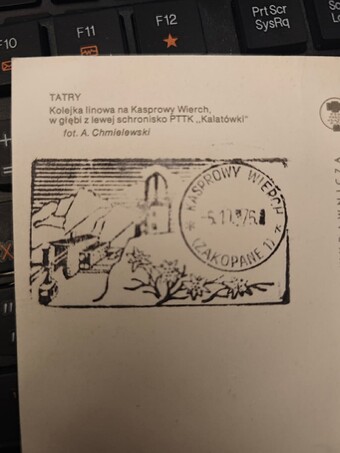 F10
F11
F12
Prt Scr
SysRq
TATRY
Kolejka linowa na Kasprowy Wierch,
w głębi z lewej schronisko PTTK „Kalatówki"
fot. A. Chmielewski
* KASPROWY WIERCH *
(ZAKOPANE 1)